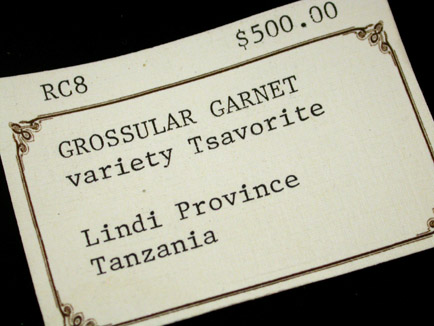 RC8 $500.00
GROSSULAR GARNET
variety Tsavorite
Lindi Province
Tanzania